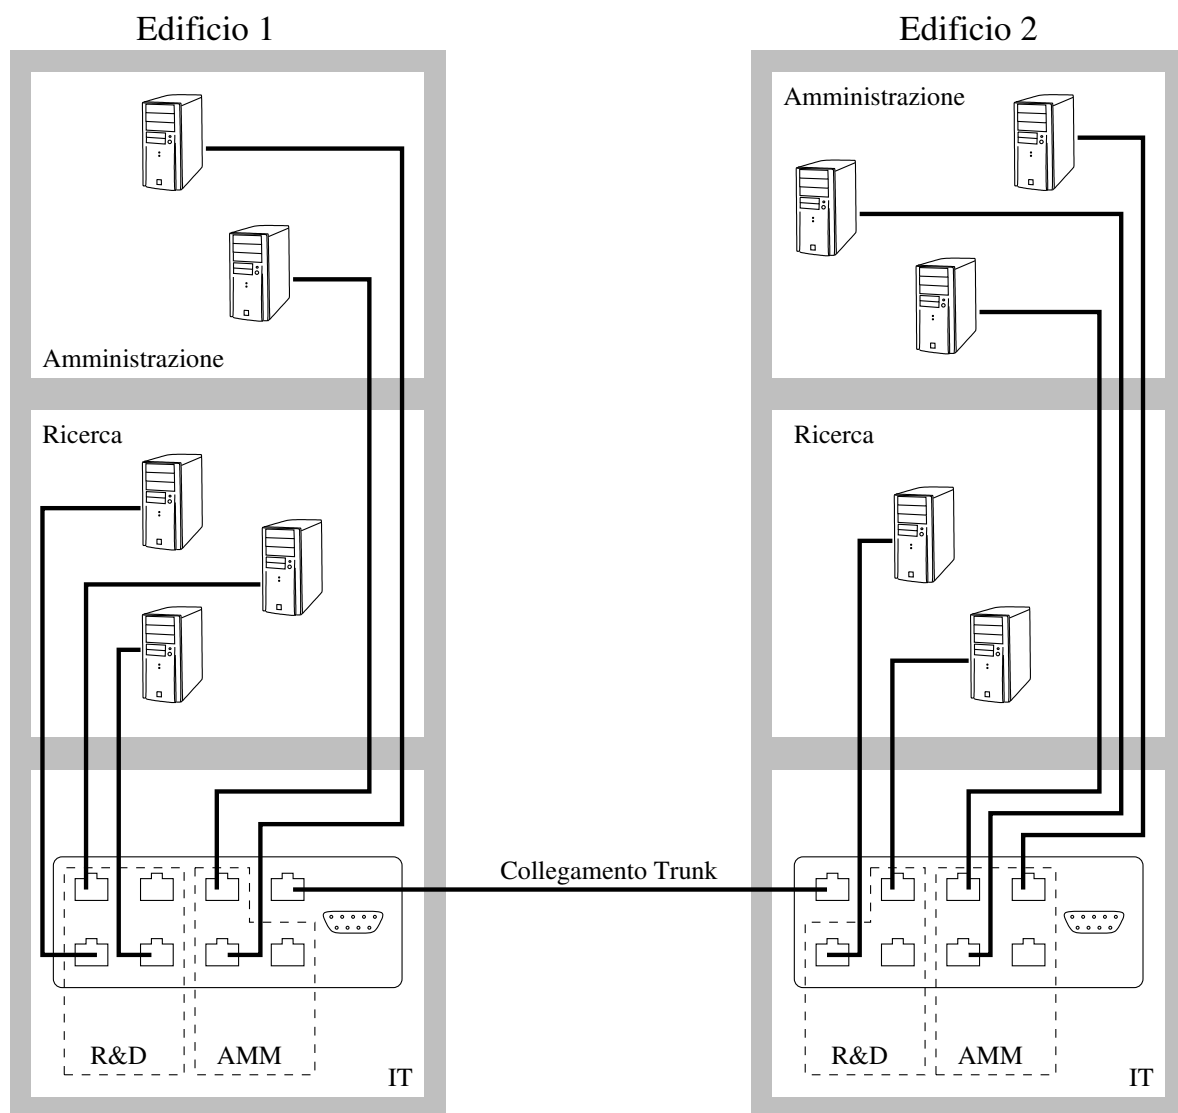 Edificio 1
Edificio 2
Amministrazione
Amministrazione
Ricerca
Ricerca
Collegamento Trunk
R&D
AMM
IT
R&D
AMM
IT